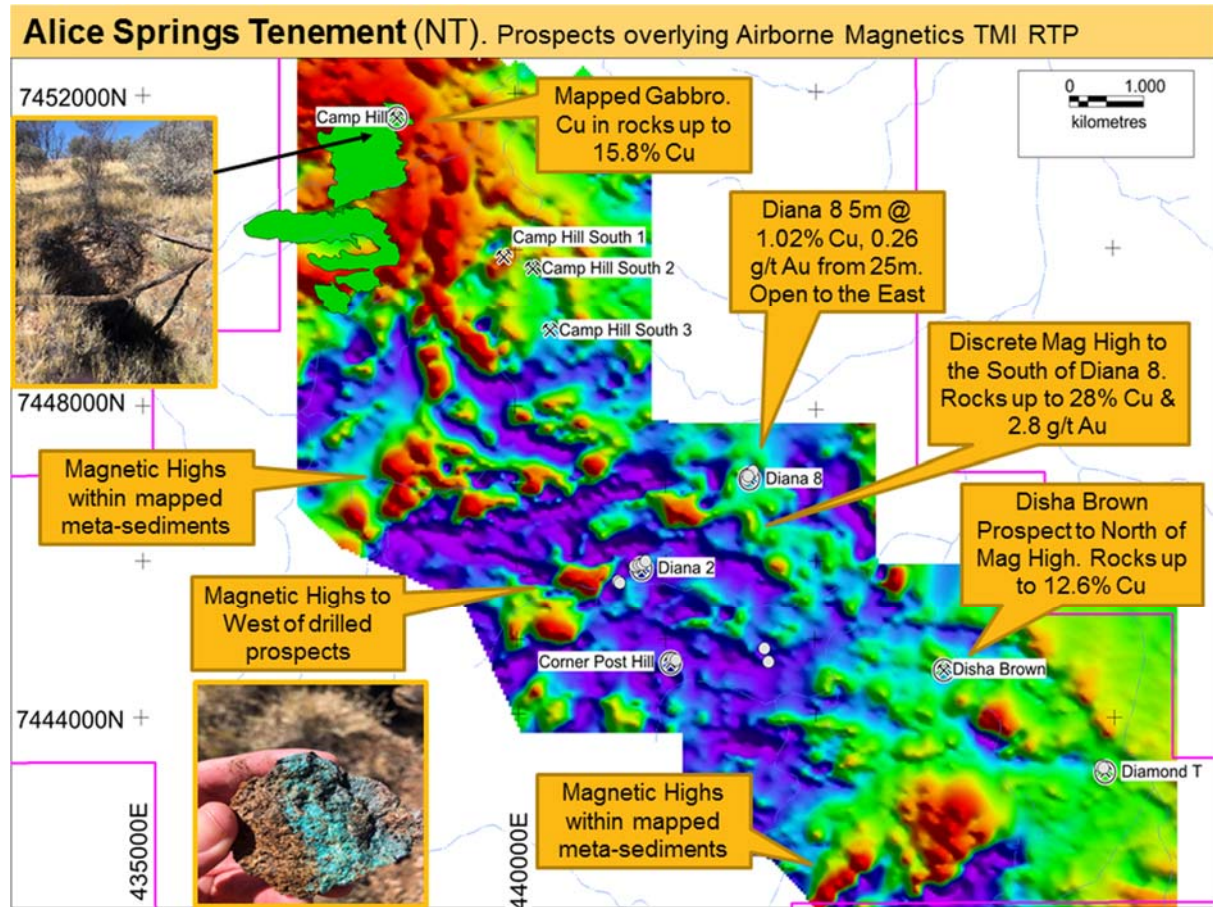 Alice Springs Tenement (NT). Prospects overlying Airborne Magnetics TMI RTP
7452000N
Camp Hill
Mapped Gabbro.
Cu in rocks up to
15.8% Cu
0 1.000
kilometres
Camp Hill South 1
Camp Hill South 2
Camp Hill South 3
Diana 8 5m @
1.02% Cu, 0.26
g/t Au from 25m.
Open to the East
Discrete Mag High to
the South of Diana 8.
Rocks up to 28% Cu &
2.8 g/t Au
7448000N
Magnetic Highs
within mapped
meta-sediments
Diana 8
Disha Brown
Prospect to North of
Mag High. Rocks up
to 12.6% Cu
Diana 2
Magnetic Highs to
West of drilled
prospects
Corner Post Hill
Disha Brown
7444000N
Diamond T
Magnetic Highs
within mapped
meta-sediments
435000E
440000E